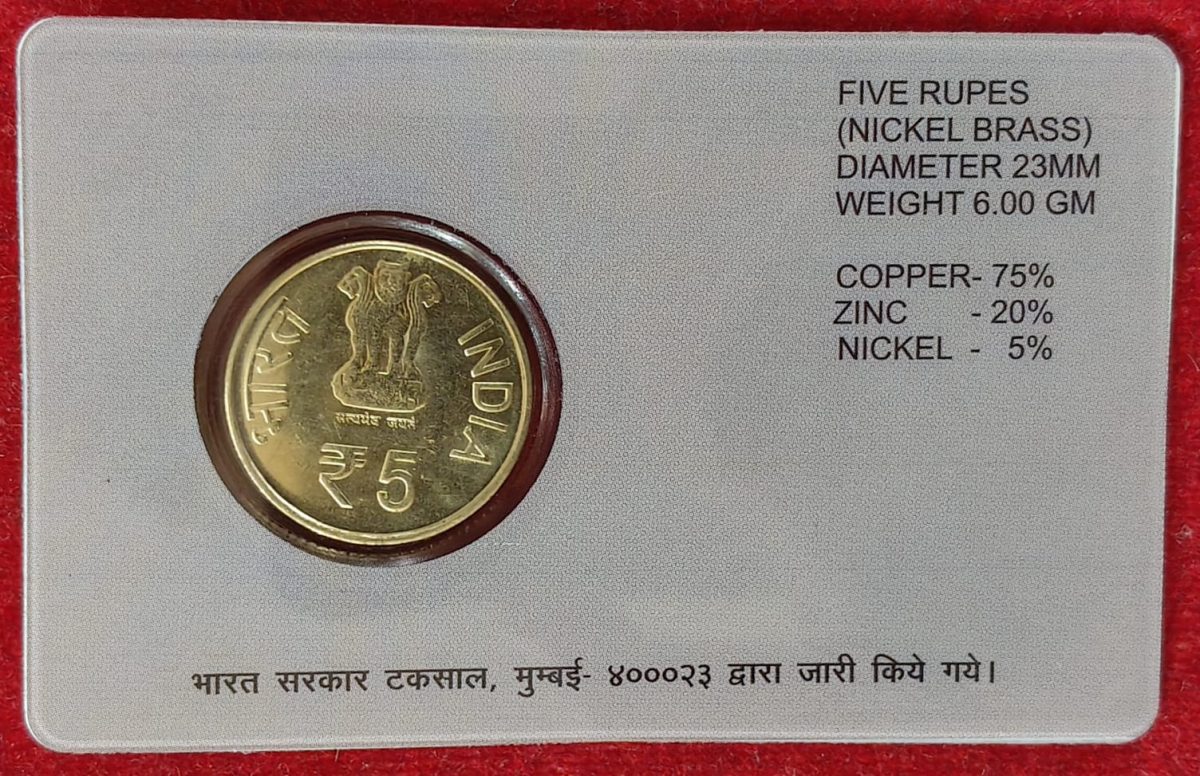 FIVE RUPES
(NICKEL BRASS)
DIAMETER 23MM
WEIGHT 6.00 GM
COPPER- 75%
ZINC - 20%
NICKEL - 5%
भारत
INDIA
सत्यमेव जयते
₹ 5
भारत सरकार टकसाल, मुम्बई- ४०००२३ द्वारा जारी किये गये।